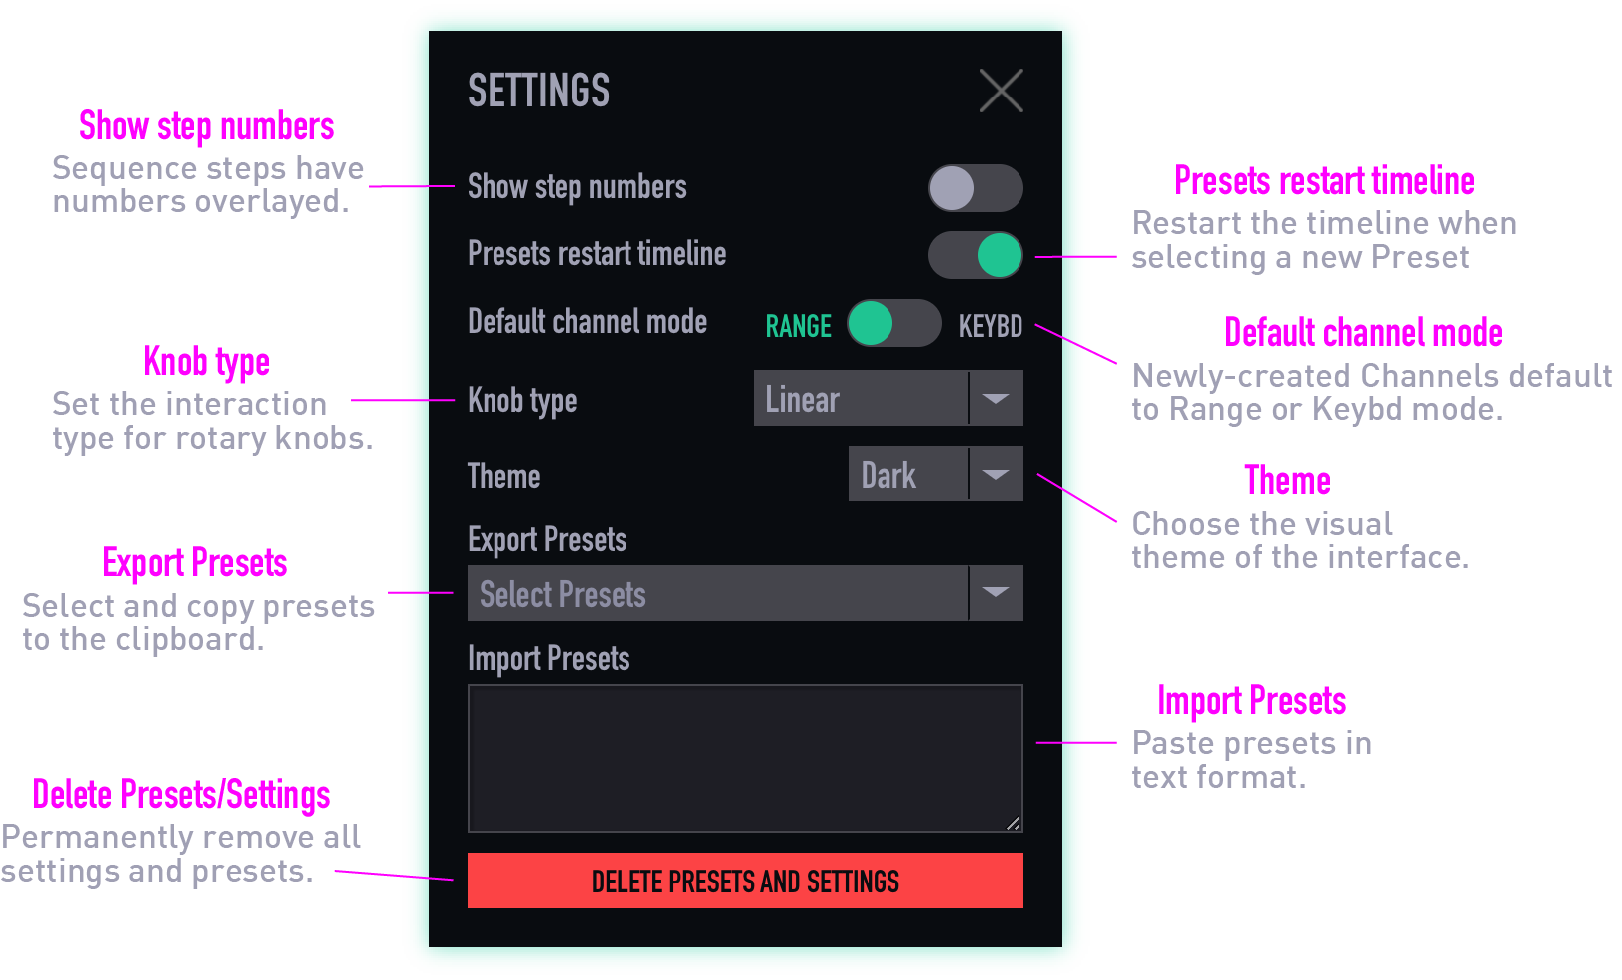 SETTINGS
Show step numbers
Sequence steps have
numbers overlayed.
Show step numbers
Presets restart timeline
Restart the timeline when
selecting a new Preset
Presets restart timeline
Default channel mode
RANGE
KEYBD
Default channel mode
Newly-created Channels default
to Range or Keybd mode.
Knob type
Set the interaction
type for rotary knobs.
Knob type
Linear
Theme
Dark
Theme
Choose the visual
theme of the interface.
Export Presets
Select and copy presets
to the clipboard.
Export Presets
Select Presets
Import Presets
Import Presets
Paste presets in
text format.
Delete Presets/Settings
Permanently remove all
settings and presets.
DELETE PRESETS AND SETTINGS